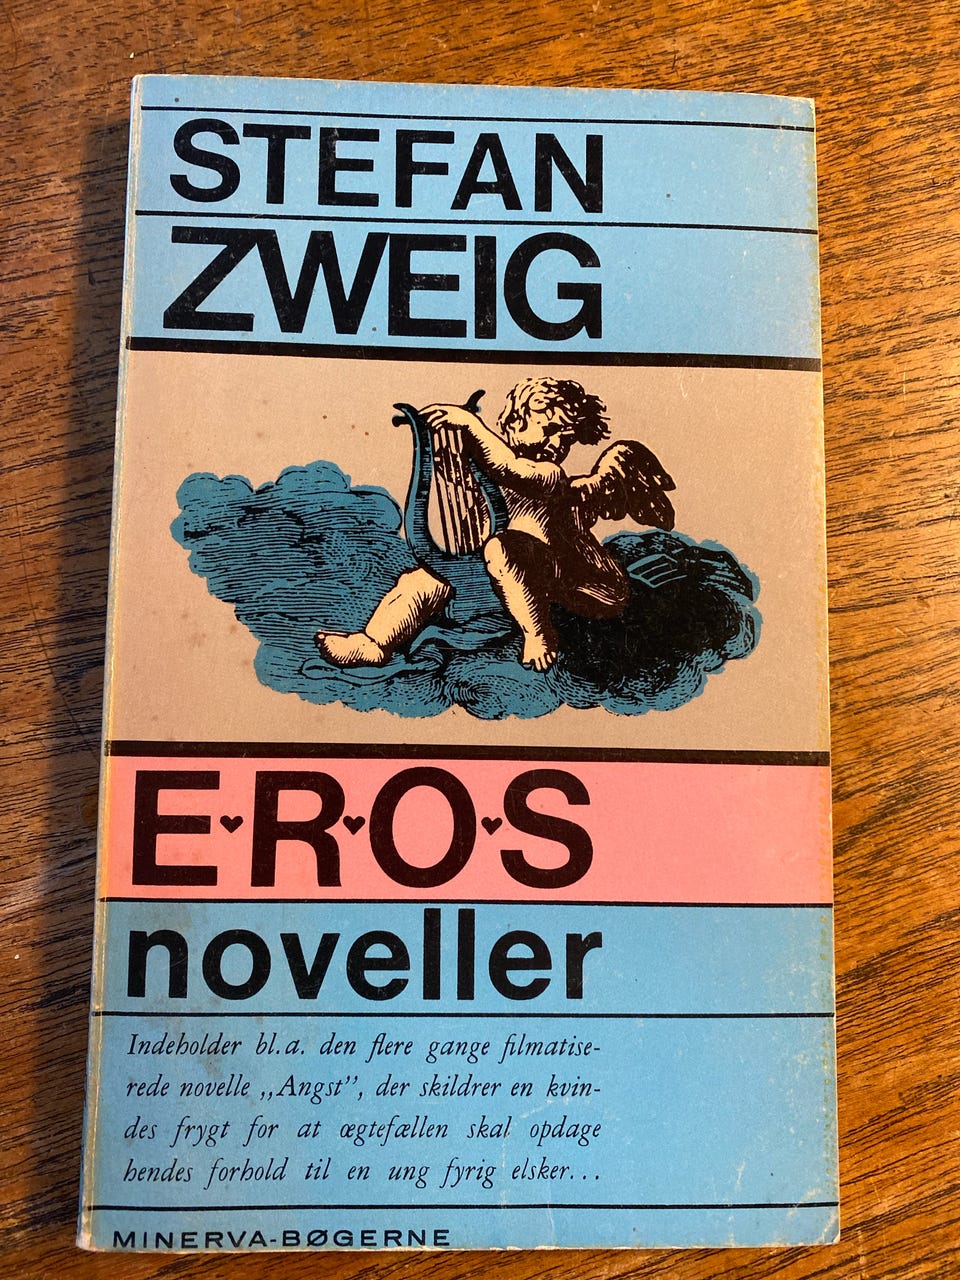 STEFAN
ZWEIG
E♥R♥O♥S
noveller
Indeholder bl.a. den flere gange filmatise-
rede novelle „Angst”, der skildrer en kvin-
des frygt for at ægtefællen skal opdage
hendes forhold til en ung fyrig elsker...
MINERVA-BØGERNE